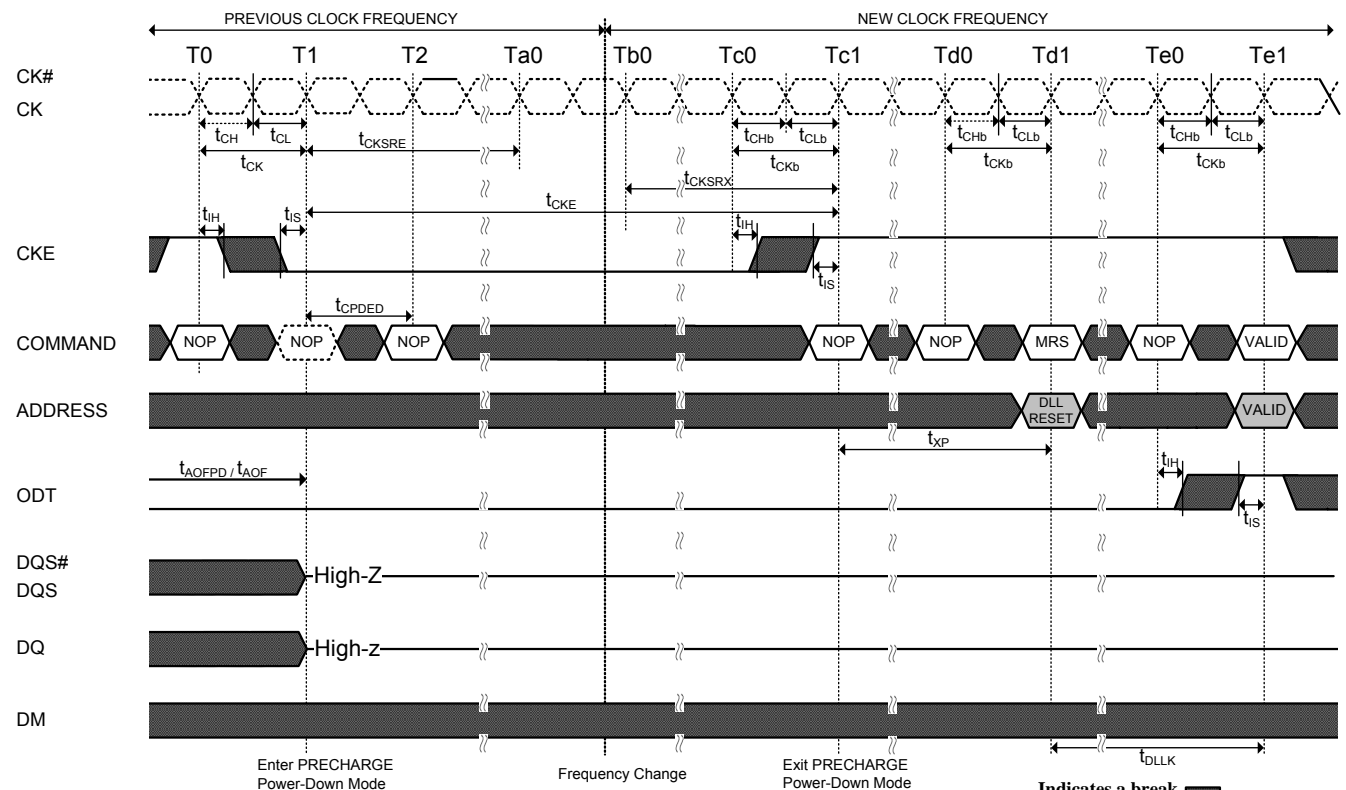 PREVIOUS CLOCK FREQUENCY NEW CLOCK FREQUENCY
T0 T1 T2 Ta0 Tb0 Tc0 Tc1 Td0 Td1 Te0 Te1
CK#
CK
tCH tCL tCHb tCLb tCHb tCLb tCHb tCLb
tCK tCKSRE tCKb tCKb tCKb
tCKSRX
tCKE
tIH tIS tIH
CKE
tIS
tCPDED
COMMAND NOP NOP NOP NOP NOP MRS NOP VALID
ADDRESS DLL RESET VALID
tXP
tAOFPD / tAOF tIH
ODT
tIS
DQS#
DQS High-Z
DQ High-z
DM
tDLLK
Enter PRECHARGE
Power-Down Mode
Frequency Change
Exit PRECHARGE
Power-Down Mode
Indicates a break